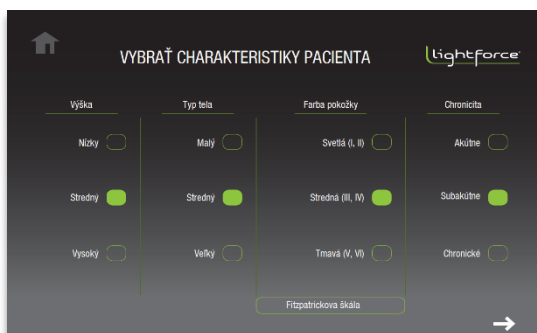 VYBRAŤ CHARAKTERISTIKY PACIENTA
lightforce
Výška
Typ tela
Farba pokožky
Chronicita
Nízky
Malý
Svetlá (I, II)
Akútne
Stredný
Stredný
Stredná (III, IV)
Subakútne
Vysoký
Veľký
Tmavá (V, VI)
Chronické
Fitzpatrickova škála